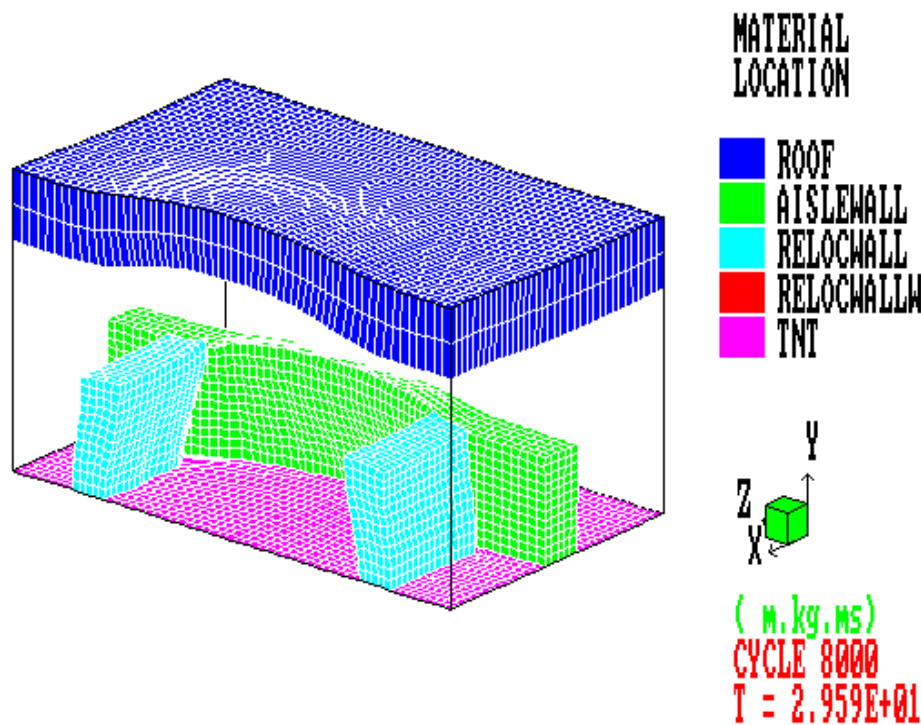 MATERIAL
LOCATION
ROOF
AISLEWALL
RELOCWALL
RELOCWALLW
TNT
Y
Z
X
( m.kg.ms)
CYCLE 8000
T = 2.959E+01